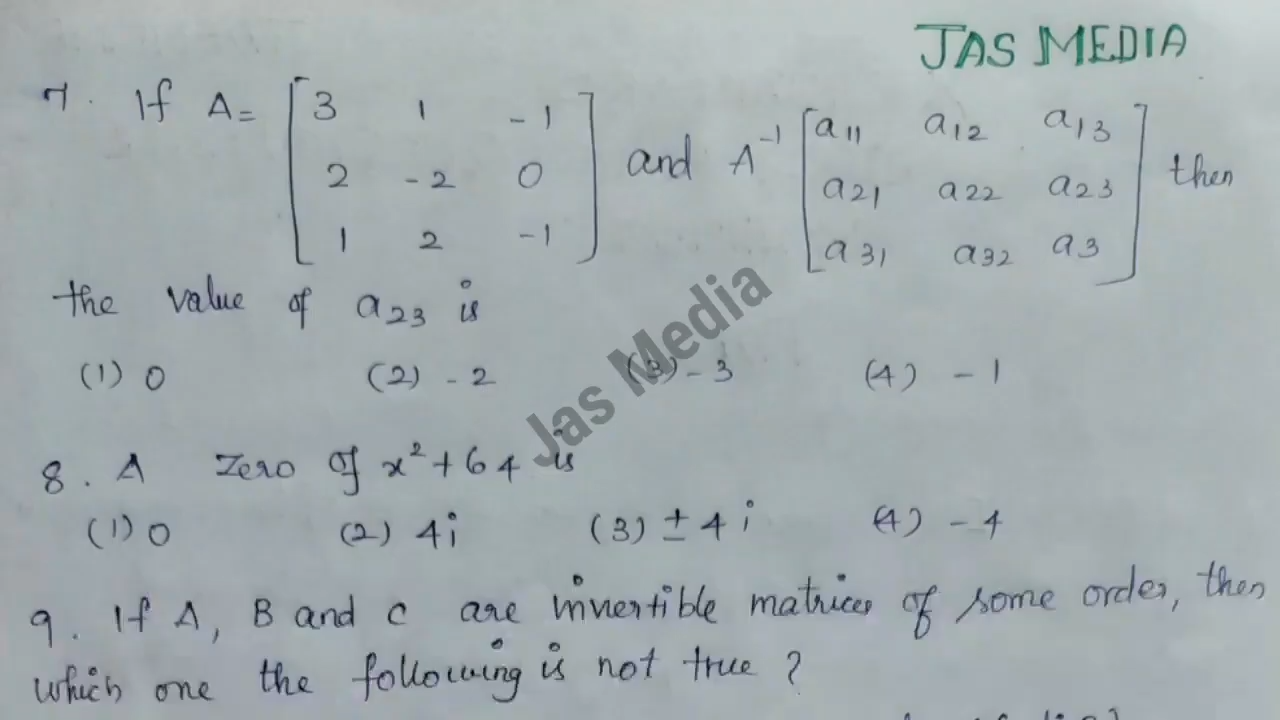 JAS MEDIA
7. If A = [3 1 -1
2 -2 0
1 2 -1] and A⁻¹ [a11 a12 a13
a21 a22 a23
a31 a32 a3] then
the value of a23 is
(1) 0 (2) -2 (3) -3 (4) -1
Jas Media
8. A Zero of x²+64 is
(1) 0 (2) 4i (3) ± 4i (4) -4
9. If A, B and C are invertible matrices of some order, then
which one the following is not true ?